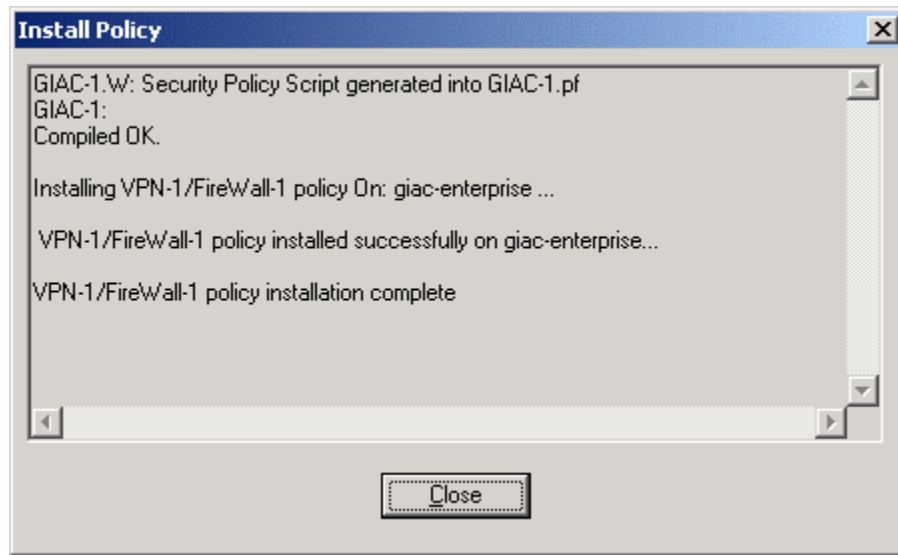 Install Policy
GIAC-1.W: Security Policy Script generated into GIAC-1.pf
GIAC-1:
Compiled OK.
Installing VPN-1/FireWall-1 policy On: giac-enterprise ...
VPN-1/FireWall-1 policy installed successfully on giac-enterprise...
VPN-1/FireWall-1 policy installation complete
Close